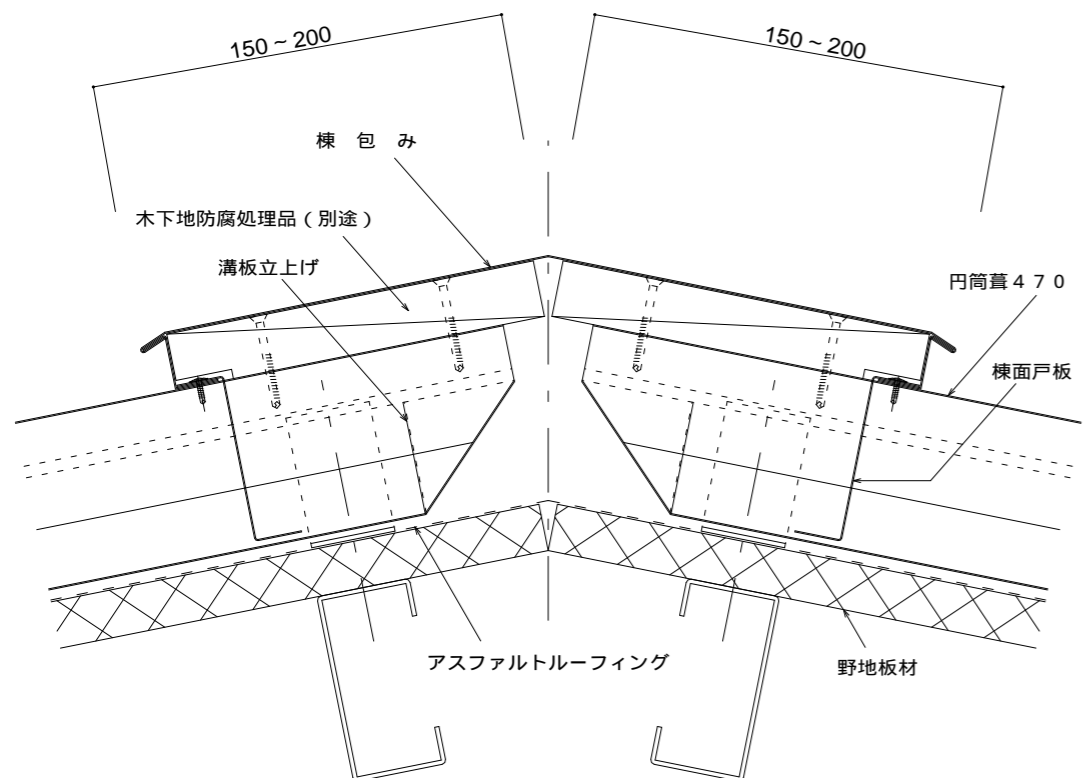 150~200
150~200
棟 包 み
木下地防腐処理品(別途)
溝板立上げ
円筒葺470
棟面戸板
アスファルトルーフィング
野地板材